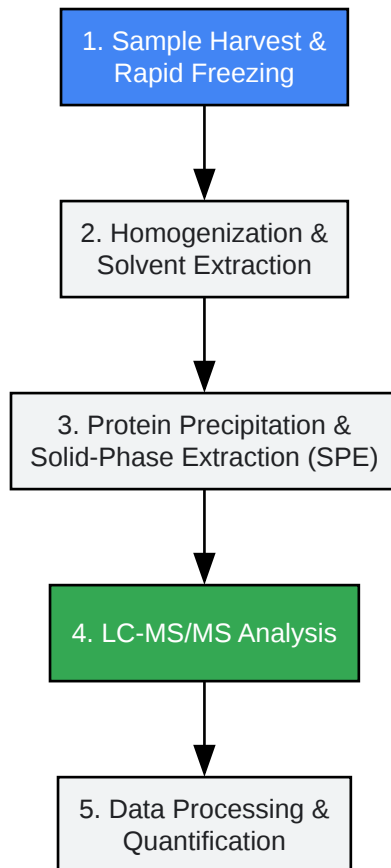 1. Sample Harvest &
Rapid Freezing
2. Homogenization &
Solvent Extraction
3. Protein Precipitation &
Solid-Phase Extraction (SPE)
4. LC-MS/MS Analysis
5. Data Processing &
Quantification